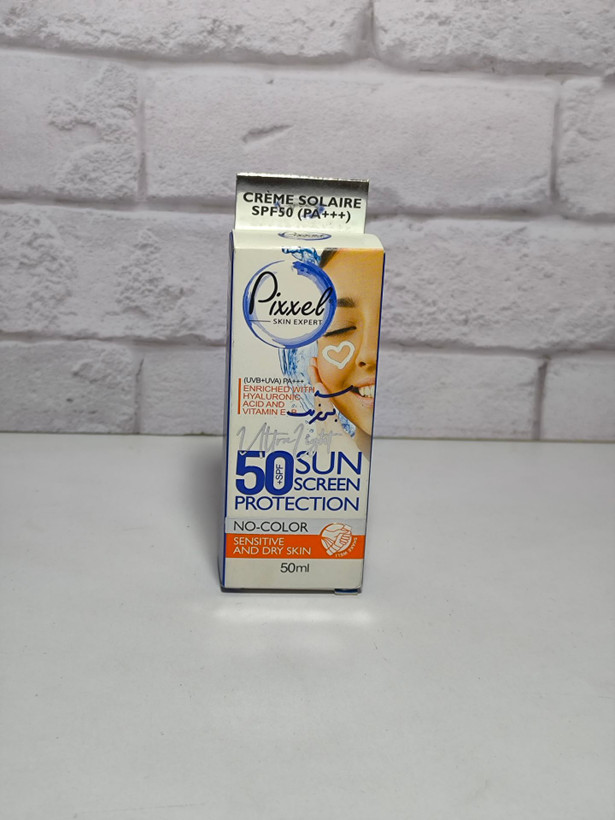 CRÈME SOLAIRE
SPF50 (PA+++)
Pixxel
Pixxel
SKIN EXPERT
(UVB+UVA) PA+++
ENRICHED WITH
HYALURONIC
ACID AND
VITAMIN E
Ultra Light
50 +SPF SUN
SCREEN
PROTECTION
NO-COLOR
SENSITIVE
AND DRY SKIN
50ml